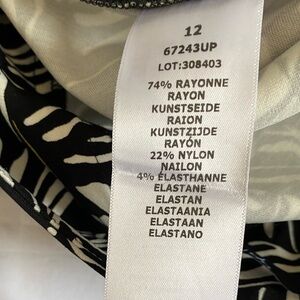 12
67243UP
LOT:308403
74% RAYONNE
RAYON
KUNSTSEIDE
RAION
KUNSTZIJDE
RAYÓN
22% NYLON
NAILON
4% ÉLASTHANNE
ELASTANE
ELASTAN
ELASTAANIA
ELASTAAN
ELASTANO